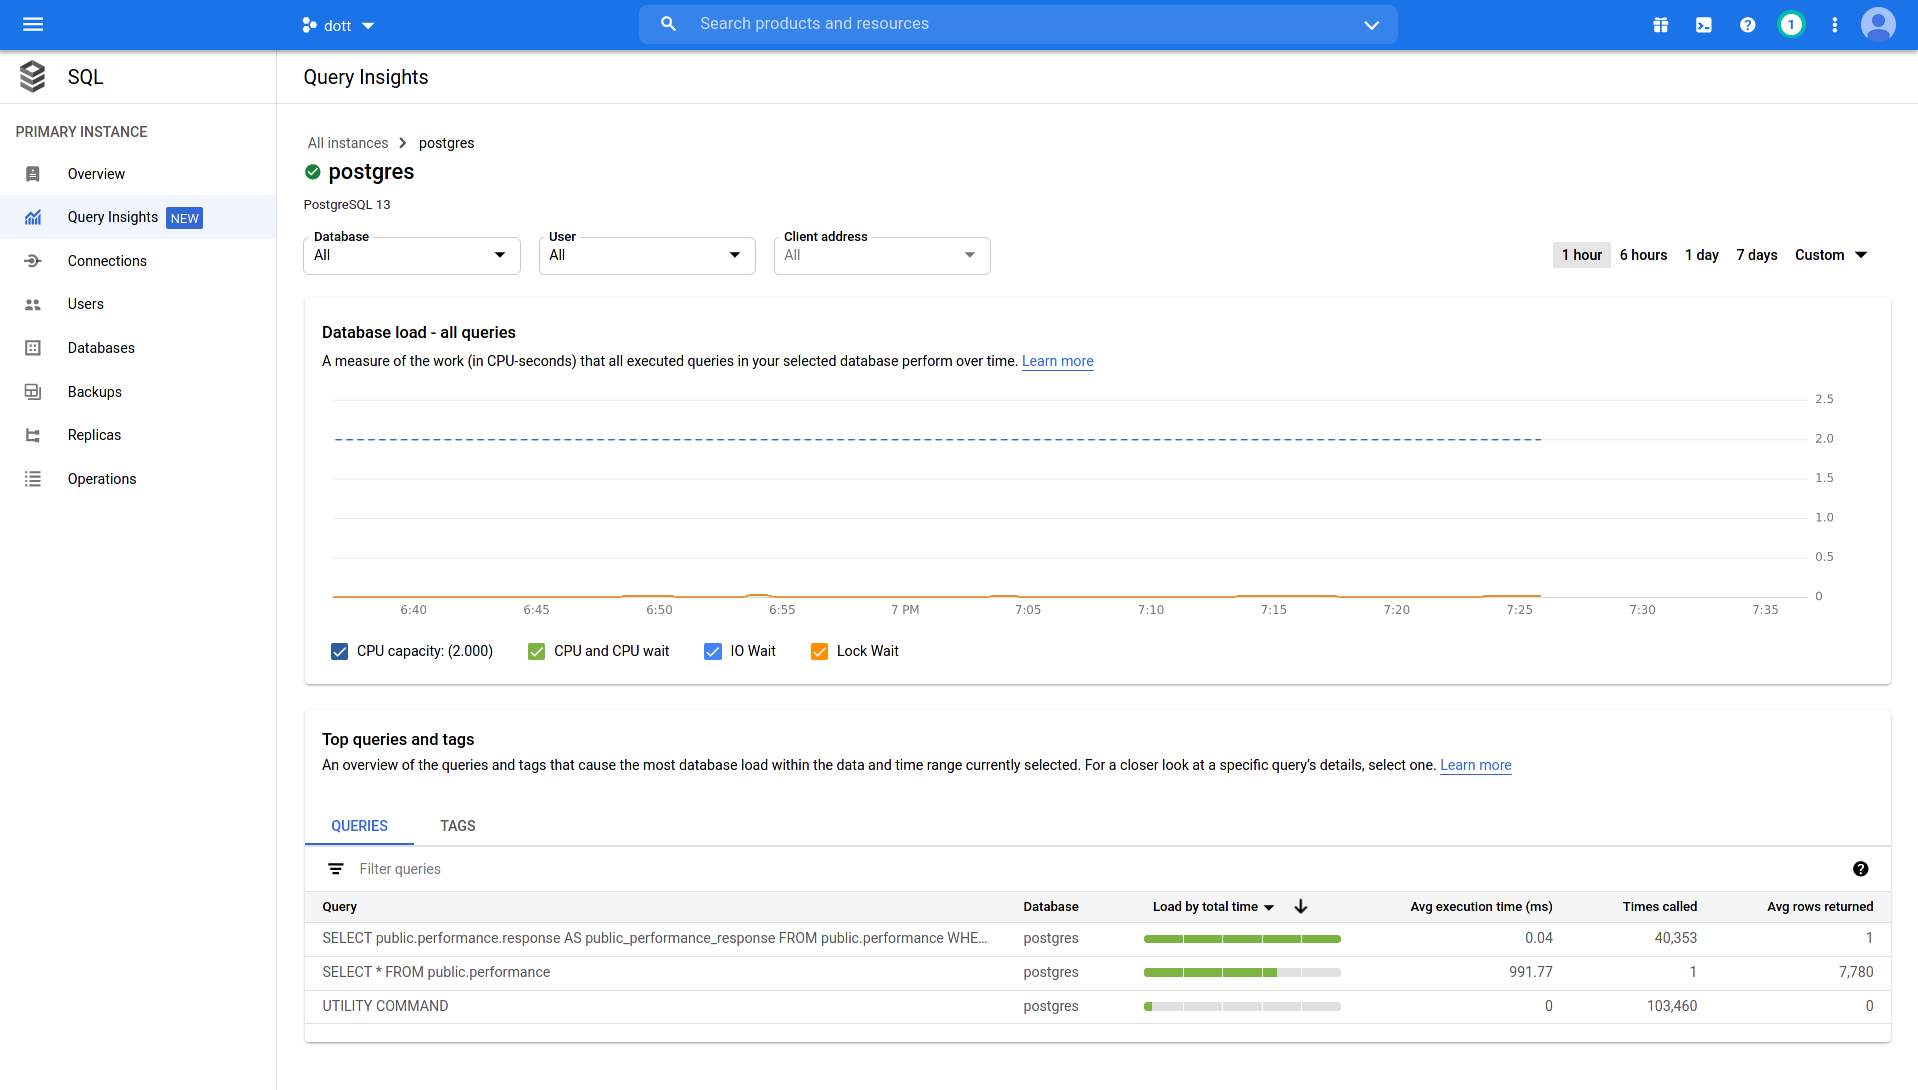 dott
Search products and resources
1
SQL
Query Insights
PRIMARY INSTANCE
Overview
Query Insights NEW
Connections
Users
Databases
Backups
Replicas
Operations
All instances postgres
postgres
PostgreSQL 13
Database
All
User
All
Client address
All
1 hour 6 hours 1 day 7 days Custom
Database load - all queries
A measure of the work (in CPU-seconds) that all executed queries in your selected database perform over time. Learn more
2.5
2.0
1.5
1.0
0.5
0
6:40 6:45 6:50 6:55 7 PM 7:05 7:10 7:15 7:20 7:25 7:30 7:35
CPU capacity: (2.000) CPU and CPU wait IO Wait Lock Wait
Top queries and tags
An overview of the queries and tags that cause the most database load within the data and time range currently selected. For a closer look at a specific query’s details, select one. Learn more
QUERIES TAGS
Filter queries
Query Database Load by total time Avg execution time (ms) Times called Avg rows returned
SELECT public.performance.response AS public_performance_response FROM public.performance WHE... postgres 0.04 40,353 1
SELECT * FROM public.performance postgres 991.77 1 7,780
UTILITY COMMAND postgres 0 103,460 0